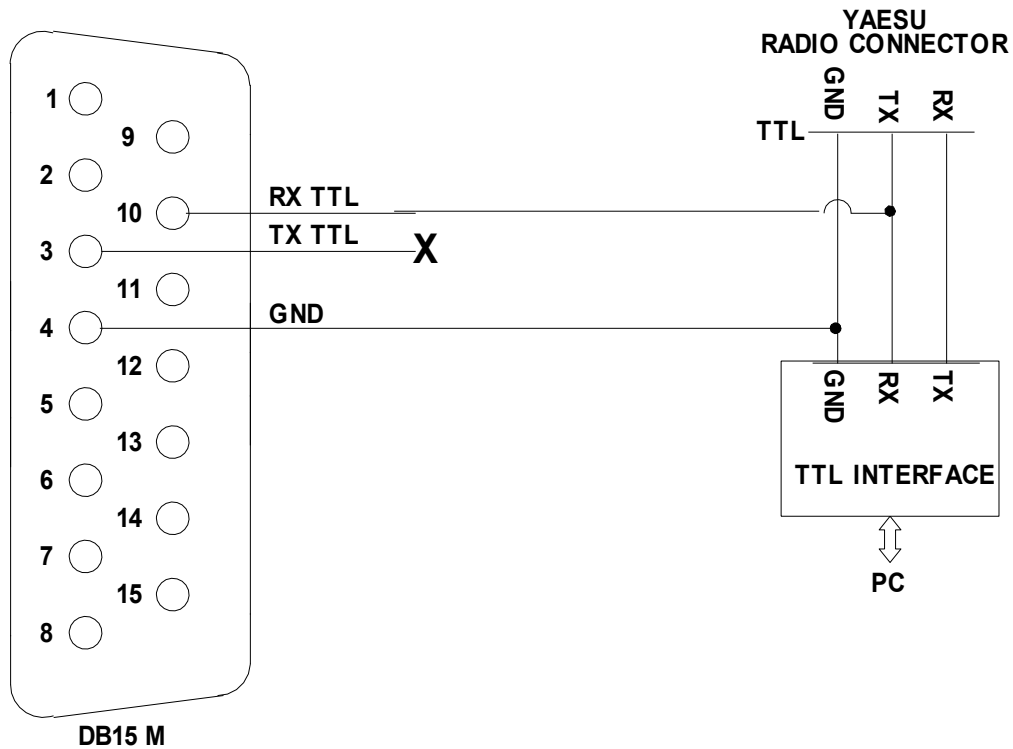 YAESU
RADIO CONNECTOR
GND TX RX
TTL
1
9
2
10 RX TTL
3 TX TTL X
11
4 GND
12
5
13
6
14
7
15
8
GND RX TX
TTL INTERFACE
PC
DB15 M